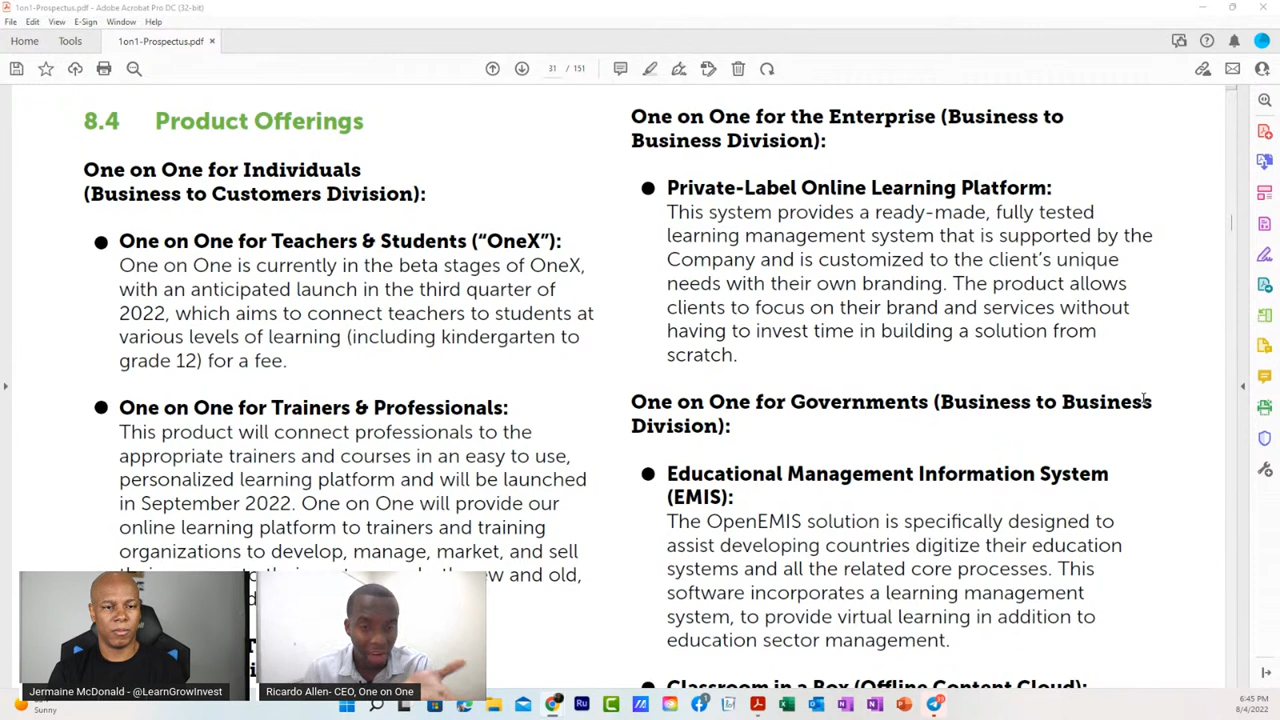 1on1-Prospectus.pdf - Adobe Acrobat Pro DC (32-bit)
File Edit View E-Sign Window Help
Home Tools 1on1-Prospectus.pdf ×
31 / 151
8.4 Product Offerings
One on One for Individuals
(Business to Customers Division):
One on One for Teachers & Students (“OneX”):
One on One is currently in the beta stages of OneX,
with an anticipated launch in the third quarter of
2022, which aims to connect teachers to students at
various levels of learning (including kindergarten to
grade 12) for a fee.
One on One for Trainers & Professionals:
This product will connect professionals to the
appropriate trainers and courses in an easy to use,
personalized learning platform and will be launched
in September 2022. One on One will provide our
online learning platform to trainers and training
organizations to develop, manage, market, and sell
and old,
One on One for the Enterprise (Business to
Business Division):
Private-Label Online Learning Platform:
This system provides a ready-made, fully tested
learning management system that is supported by the
Company and is customized to the client’s unique
needs with their own branding. The product allows
clients to focus on their brand and services without
having to invest time in building a solution from
scratch.
One on One for Governments (Business to Business
Division):
Educational Management Information System
(EMIS):
The OpenEMIS solution is specifically designed to
assist developing countries digitize their education
systems and all the related core processes. This
software incorporates a learning management
system, to provide virtual learning in addition to
education sector management.
Classroom in a Box (Offline Content Cloud):
Jermaine McDonald - @LearnGrowInvest
Ricardo Allen- CEO, One on One
Sunny
Ru
6:45 PM
8/4/2022